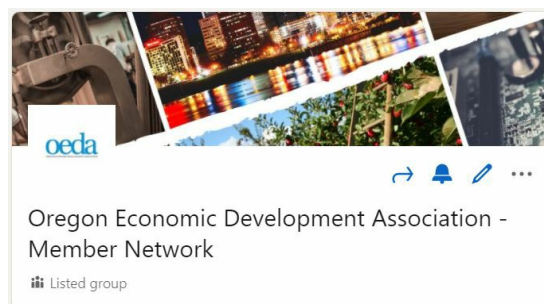 oeda
Oregon Economic Development Association -
Member Network
Listed group